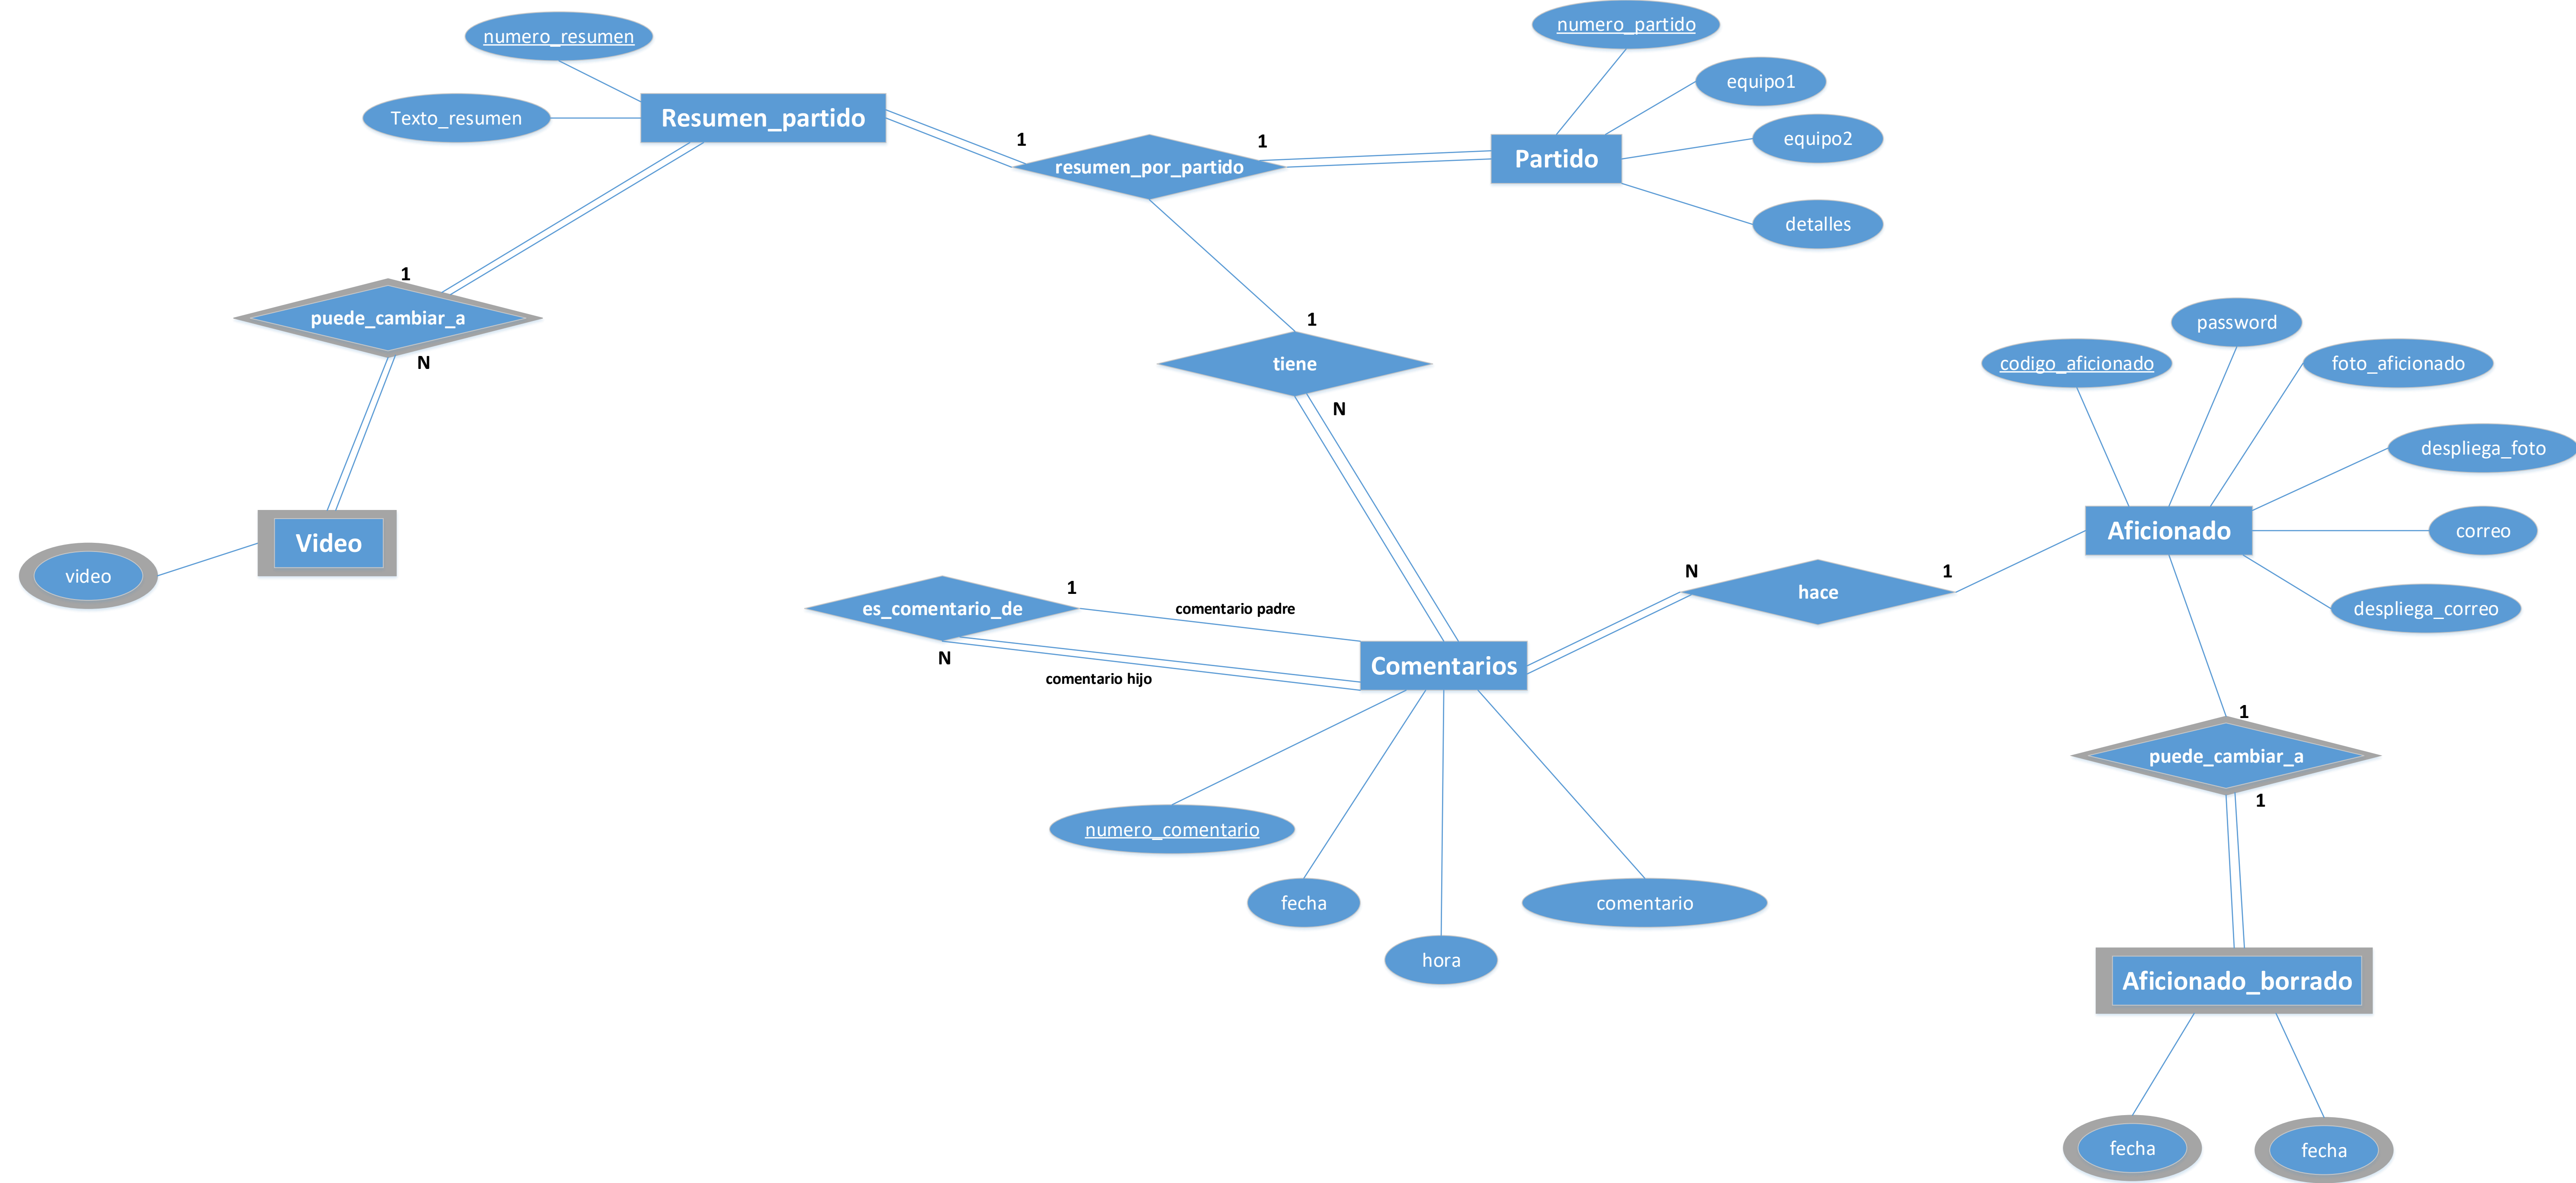 numero_resumen
Texto_resumen
Resumen_partido
1
resumen_por_partido
1
numero_partido
equipo1
equipo2
detalles
Partido
1
puede_cambiar_a
N
Video
video
1
tiene
N
es_comentario_de
1
comentario padre
N
comentario hijo
Comentarios
numero_comentario
fecha
hora
comentario
N
hace
1
codigo_aficionado
password
foto_aficionado
despliega_foto
correo
despliega_correo
Aficionado
1
puede_cambiar_a
1
Aficionado_borrado
fecha
fecha